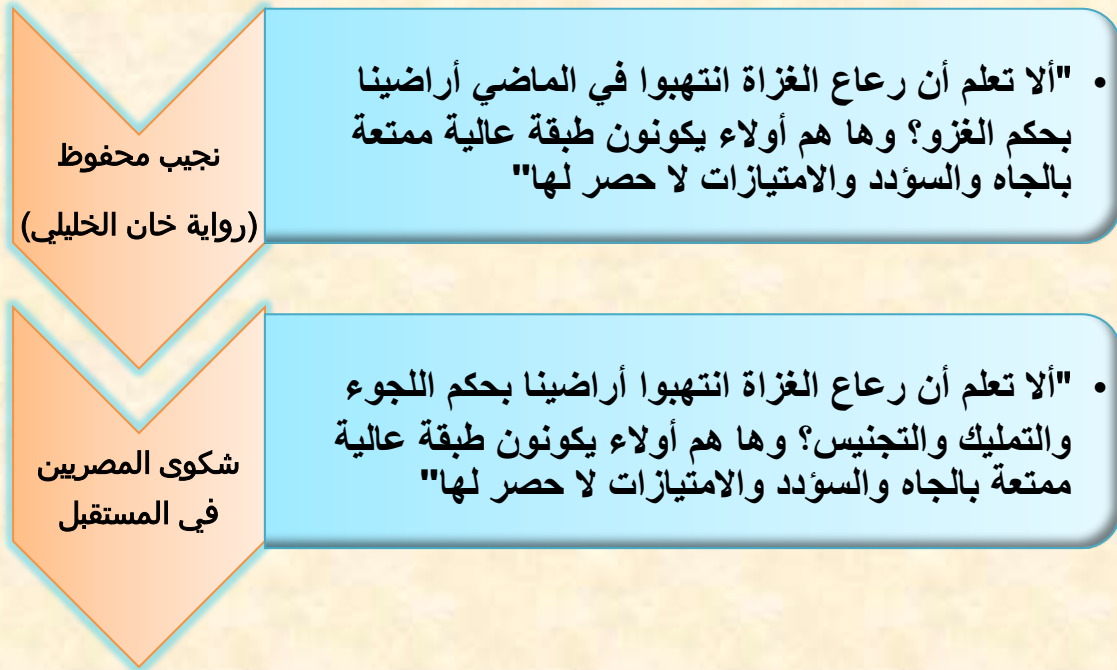 نجيب محفوظ
(رواية خان الخليلي)
• "ألا تعلم أن رعاع الغزاة انتهبوا في الماضي أراضينا
بحكم الغزو؟ وها هم أولاء يكونون طبقة عالية ممتعة
بالجاه والسؤدد والامتيازات لا حصر لها"
شكوى المصريين
في المستقبل
• "ألا تعلم أن رعاع الغزاة انتهبوا أراضينا بحكم اللجوء
والتمليك والتجنيس؟ وها هم أولاء يكونون طبقة عالية
ممتعة بالجاه والسؤدد والامتيازات لا حصر لها"